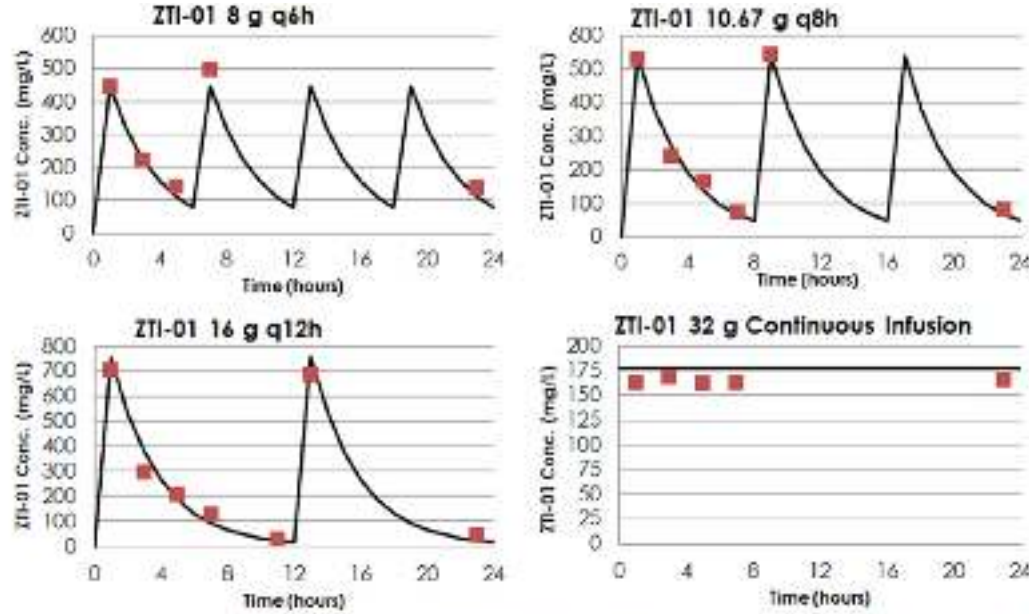 ZTI-01 8 g q6h
ZTI-01 Conc. (mg/L)
600
500
400
300
200
100
0
0 4 8 12 16 20 24
Time (hours)
ZTI-01 10.67 g q8h
ZTI-01 Conc. (mg/L)
600
500
400
300
200
100
0
0 4 8 12 16 20 24
Time (hours)
ZTI-01 16 g q12h
ZTI-01 Conc. (mg/L)
800
700
600
500
400
300
200
100
0
0 4 8 12 16 20 24
Time (hours)
ZTI-01 32 g Continuous Infusion
ZTI-01 Conc. (mg/L)
200
175
150
125
100
75
50
25
0
0 4 8 12 16 20 24
Time (hours)